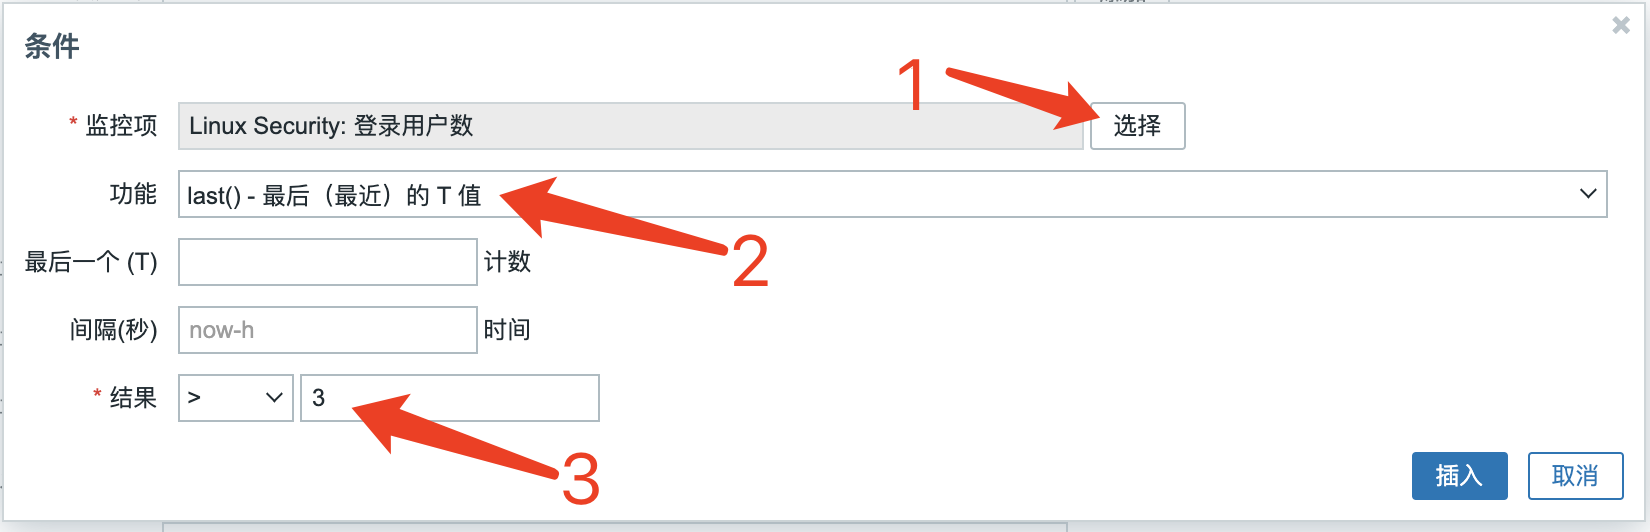 条件
* 监控项 Linux Security: 登录用户数 选择
1
功能 last() - 最后（最近）的 T 值
2
最后一个 (T) 计数
间隔(秒) now-h 时间
* 结果 > 3
3
插入 取消